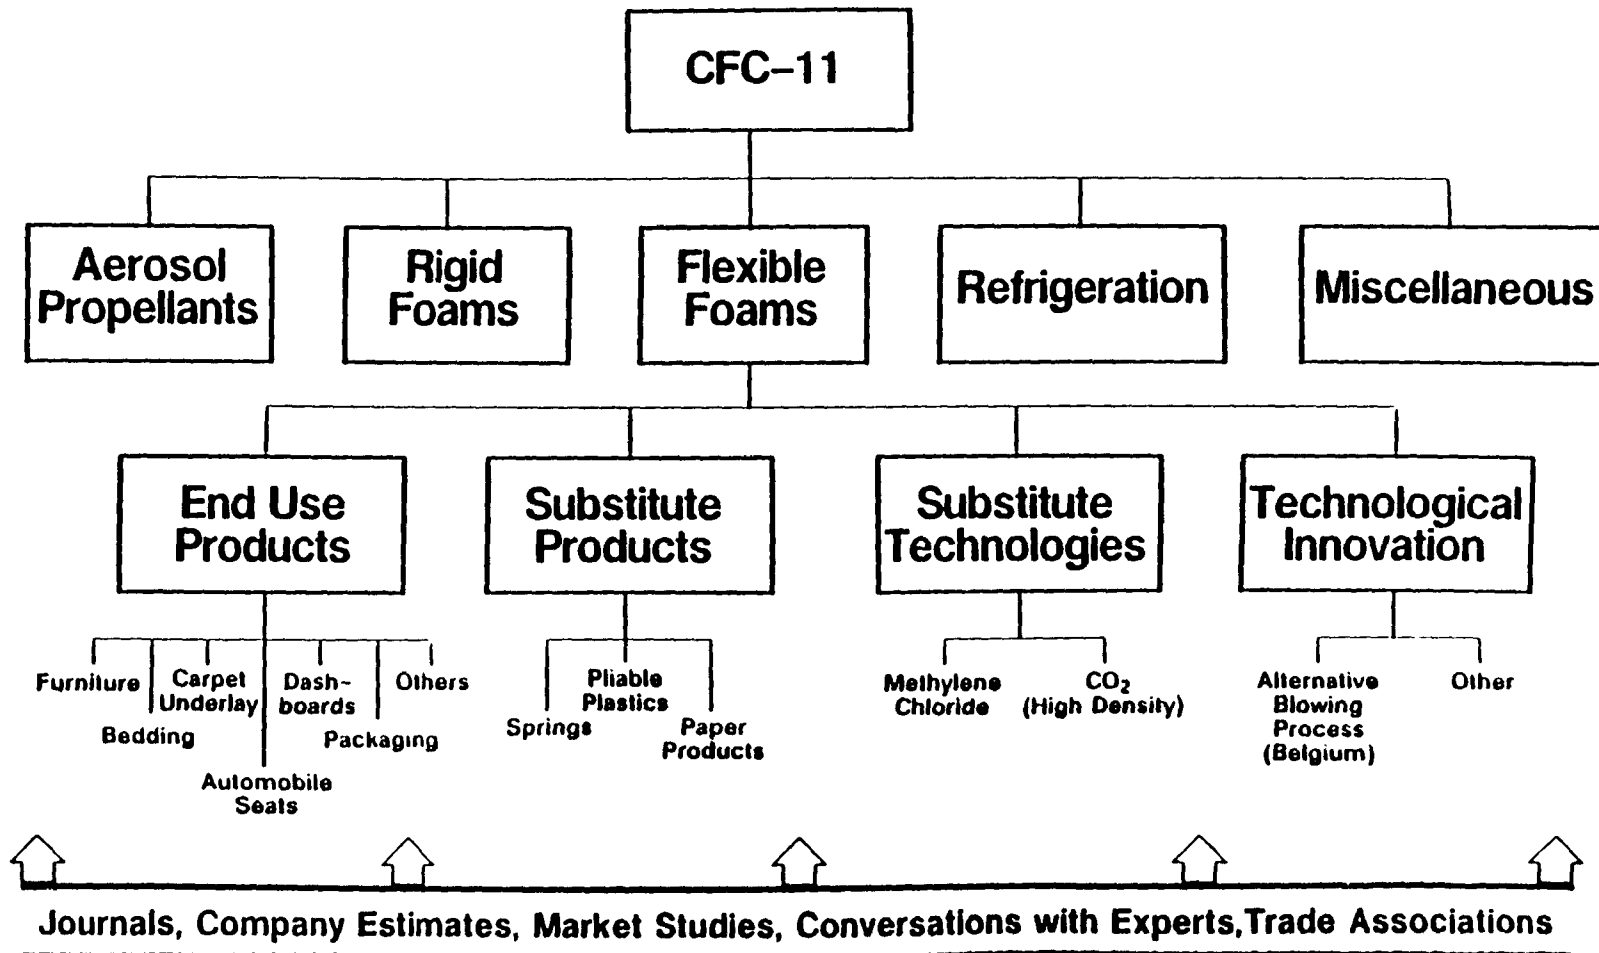 CFC-11
Aerosol
Propellants
Rigid
Foams
Flexible
Foams
Refrigeration
Miscellaneous
End Use
Products
Substitute
Products
Substitute
Technologies
Technological
Innovation
Furniture
Bedding
Carpet
Underlay
Automobile
Seats
Dash-
boards
Packaging
Others
Springs
Pliable
Plastics
Paper
Products
Methylene
Chloride
CO₂
(High Density)
Alternative
Blowing
Process
(Belgium)
Other
Journals, Company Estimates, Market Studies, Conversations with Experts, Trade Associations